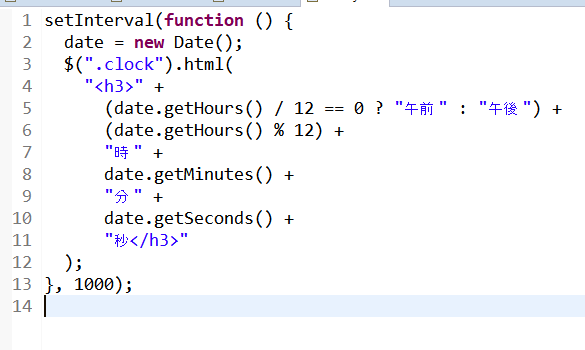 1 setInterval(function () {
2   date = new Date();
3   $(".clock").html(
4     "<h3>" +
5       (date.getHours() / 12 == 0 ? "午前" : "午後") +
6       (date.getHours() % 12) +
7       "時" +
8       date.getMinutes() +
9       "分" +
10       date.getSeconds() +
11       "秒</h3>"
12   );
13 }, 1000);
14